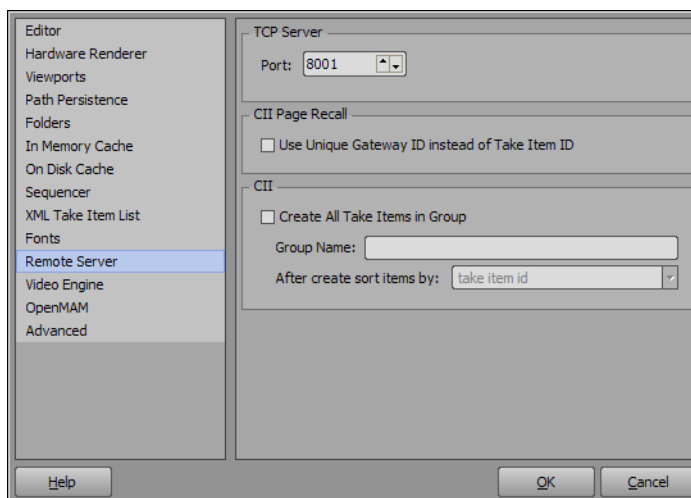 Editor
Hardware Renderer
Viewports
Path Persistence
Folders
In Memory Cache
On Disk Cache
Sequencer
XML Take Item List
Fonts
Remote Server
Video Engine
OpenMAM
Advanced
TCP Server
Port: 8001
CII Page Recall
Use Unique Gateway ID instead of Take Item ID
CII
Create All Take Items in Group
Group Name:
After create sort items by: take item id
Help
OK
Cancel